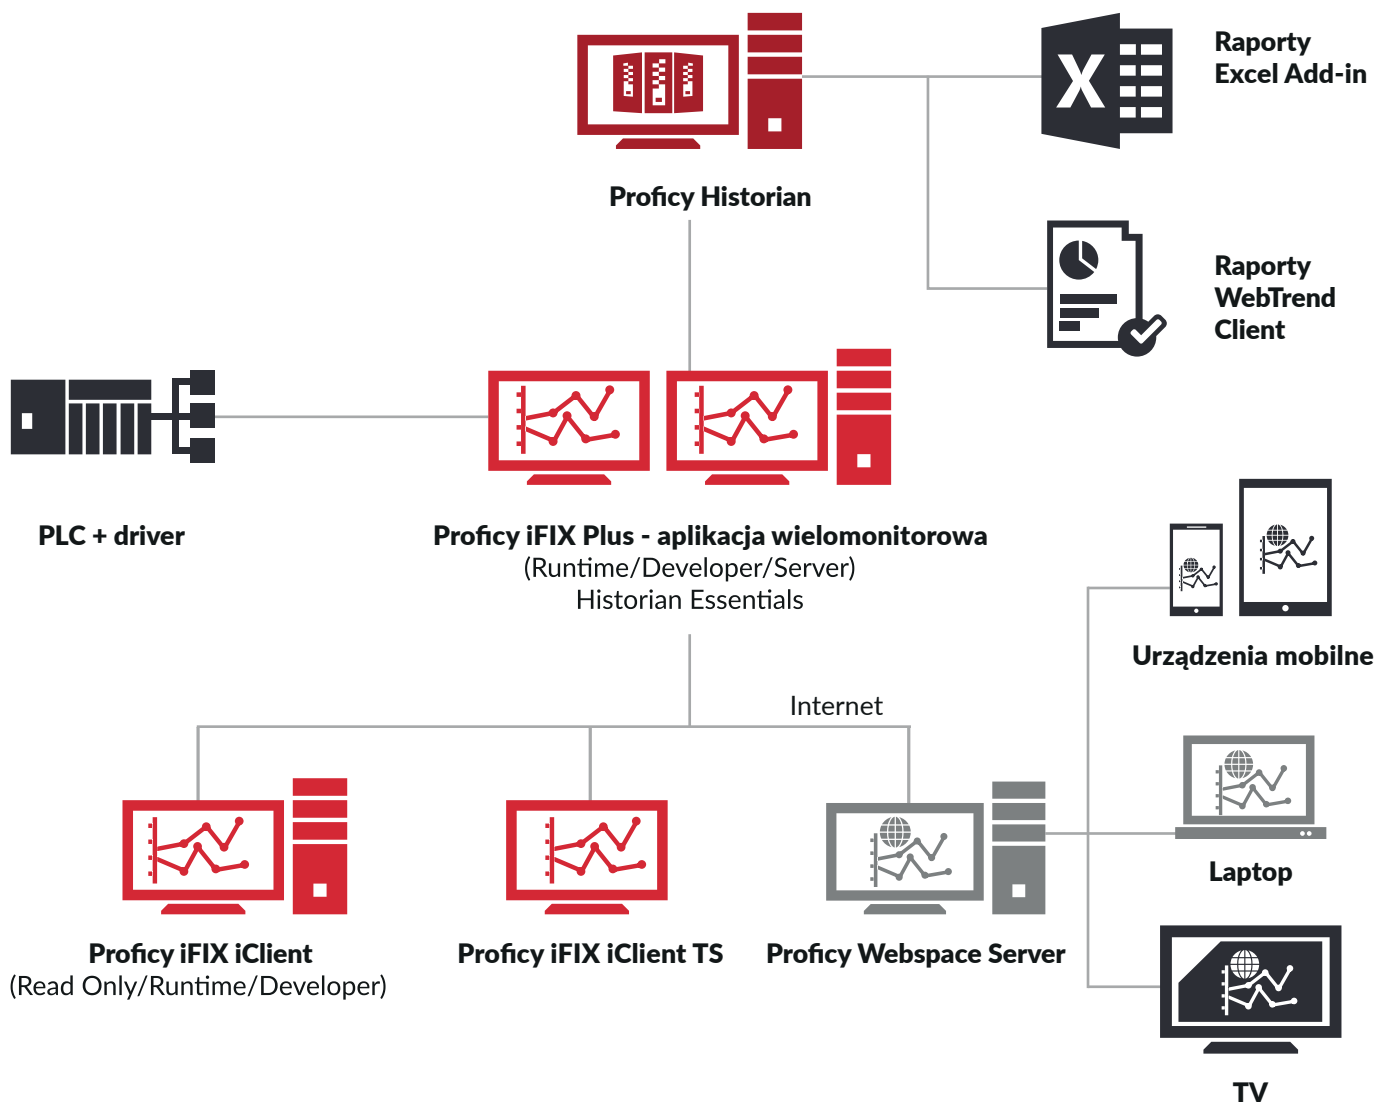 Raporty
Excel Add-in
Proficy Historian
Raporty
WebTrend
Client
PLC + driver
Proficy iFIX Plus - aplikacja wielomonitorowa
(Runtime/Developer/Server)
Historian Essentials
Urządzenia mobilne
Internet
Laptop
Proficy iFIX iClient
(Read Only/Runtime/Developer)
Proficy iFIX iClient TS
Proficy Webspace Server
TV
X